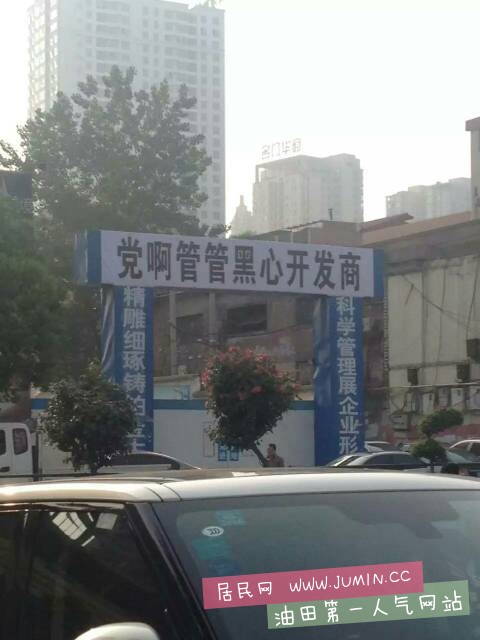 名门华府
党啊管管黑心开发商
精雕细琢铸
科学管理展企业形
居民网 WWW.JUMIN.CC
油田第一人气网站